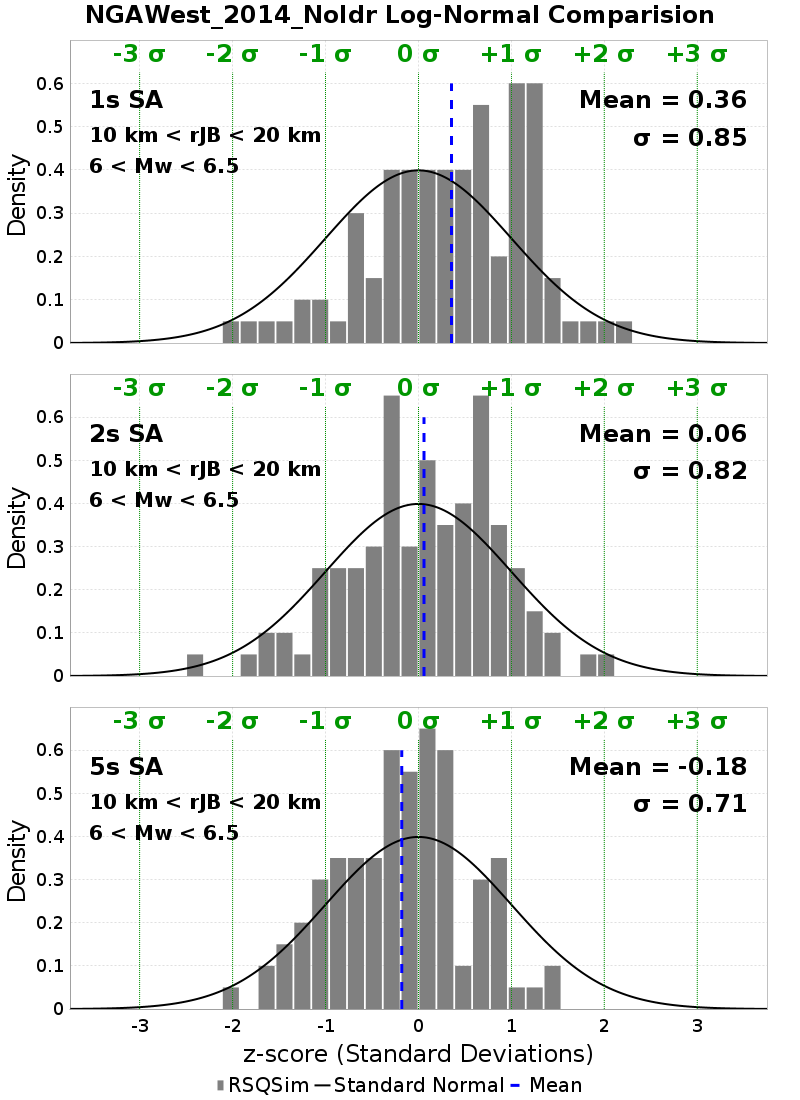 NGAWest_2014_NoIdr Log-Normal Comparision
-3 σ -2 σ -1 σ 0 σ +1 σ +2 σ +3 σ
1s SA
Mean = 0.36
10 km < rJB < 20 km
σ = 0.85
6 < Mw < 6.5
Density
0.6
0.5
0.4
0.3
0.2
0.1
0
-3 σ -2 σ -1 σ 0 σ +1 σ +2 σ +3 σ
2s SA
Mean = 0.06
10 km < rJB < 20 km
σ = 0.82
6 < Mw < 6.5
Density
0.6
0.5
0.4
0.3
0.2
0.1
0
-3 σ -2 σ -1 σ 0 σ +1 σ +2 σ +3 σ
5s SA
Mean = -0.18
10 km < rJB < 20 km
σ = 0.71
6 < Mw < 6.5
Density
0.6
0.5
0.4
0.3
0.2
0.1
0
-3 -2 -1 0 1 2 3
z-score (Standard Deviations)
RSQSim Standard Normal Mean